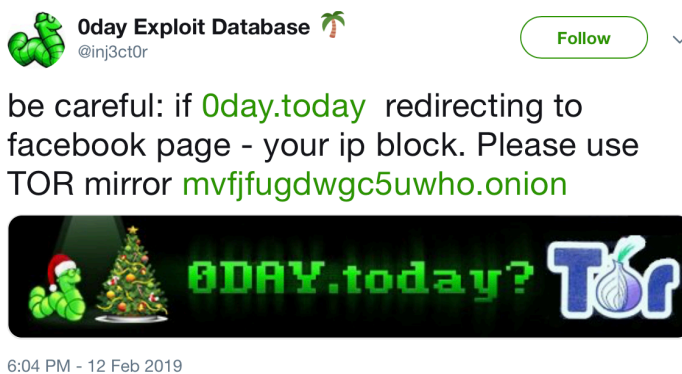 0day Exploit Database 🌴
@inj3ct0r
Follow
be careful: if 0day.today redirecting to
facebook page - your ip block. Please use
TOR mirror mvfjfugdwgc5uwho.onion
0DAY.today? Tor
6:04 PM - 12 Feb 2019